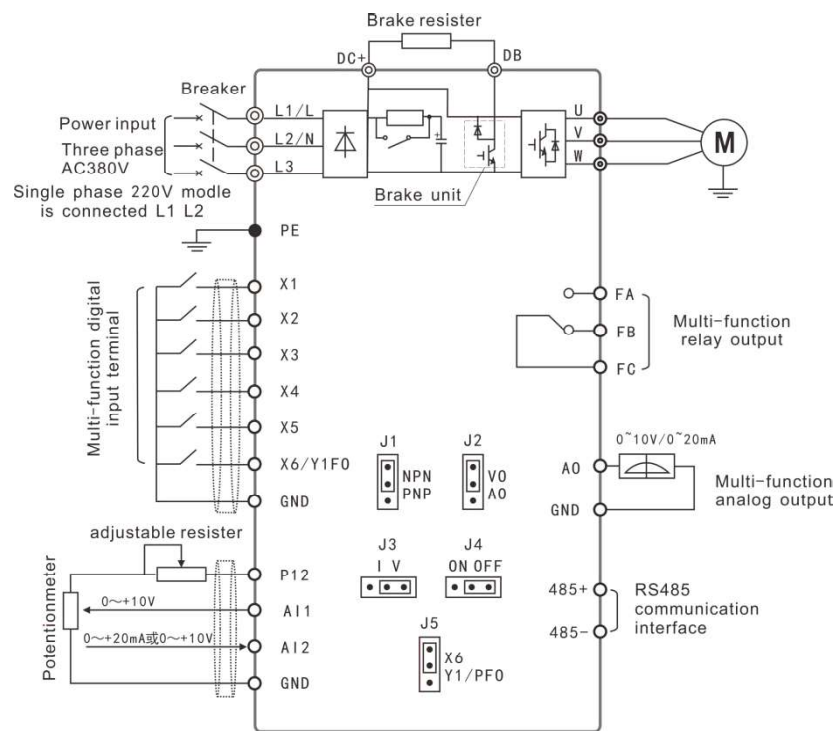 Brake resister
DC+
DB
Breaker
L1/L
L2/N
L3
Power input
Three phase
AC380V
Single phase 220V modle
is connected L1 L2
U
V
W
M
Brake unit
PE
Multi-function digital
input terminal
X1
X2
X3
X4
X5
X6/Y1F0
GND
FA
FB
FC
Multi-function
relay output
J1
NPN
PNP
J2
VO
AO
0~10V/0~20mA
AO
GND
Multi-function
analog output
adjustable resister
Potentionmeter
P12
0～+10V
AI1
0～+20mA或0～+10V
AI2
GND
J3
I V
J4
ON OFF
J5
X6
Y1/PFO
485+
485-
RS485
communication
interface